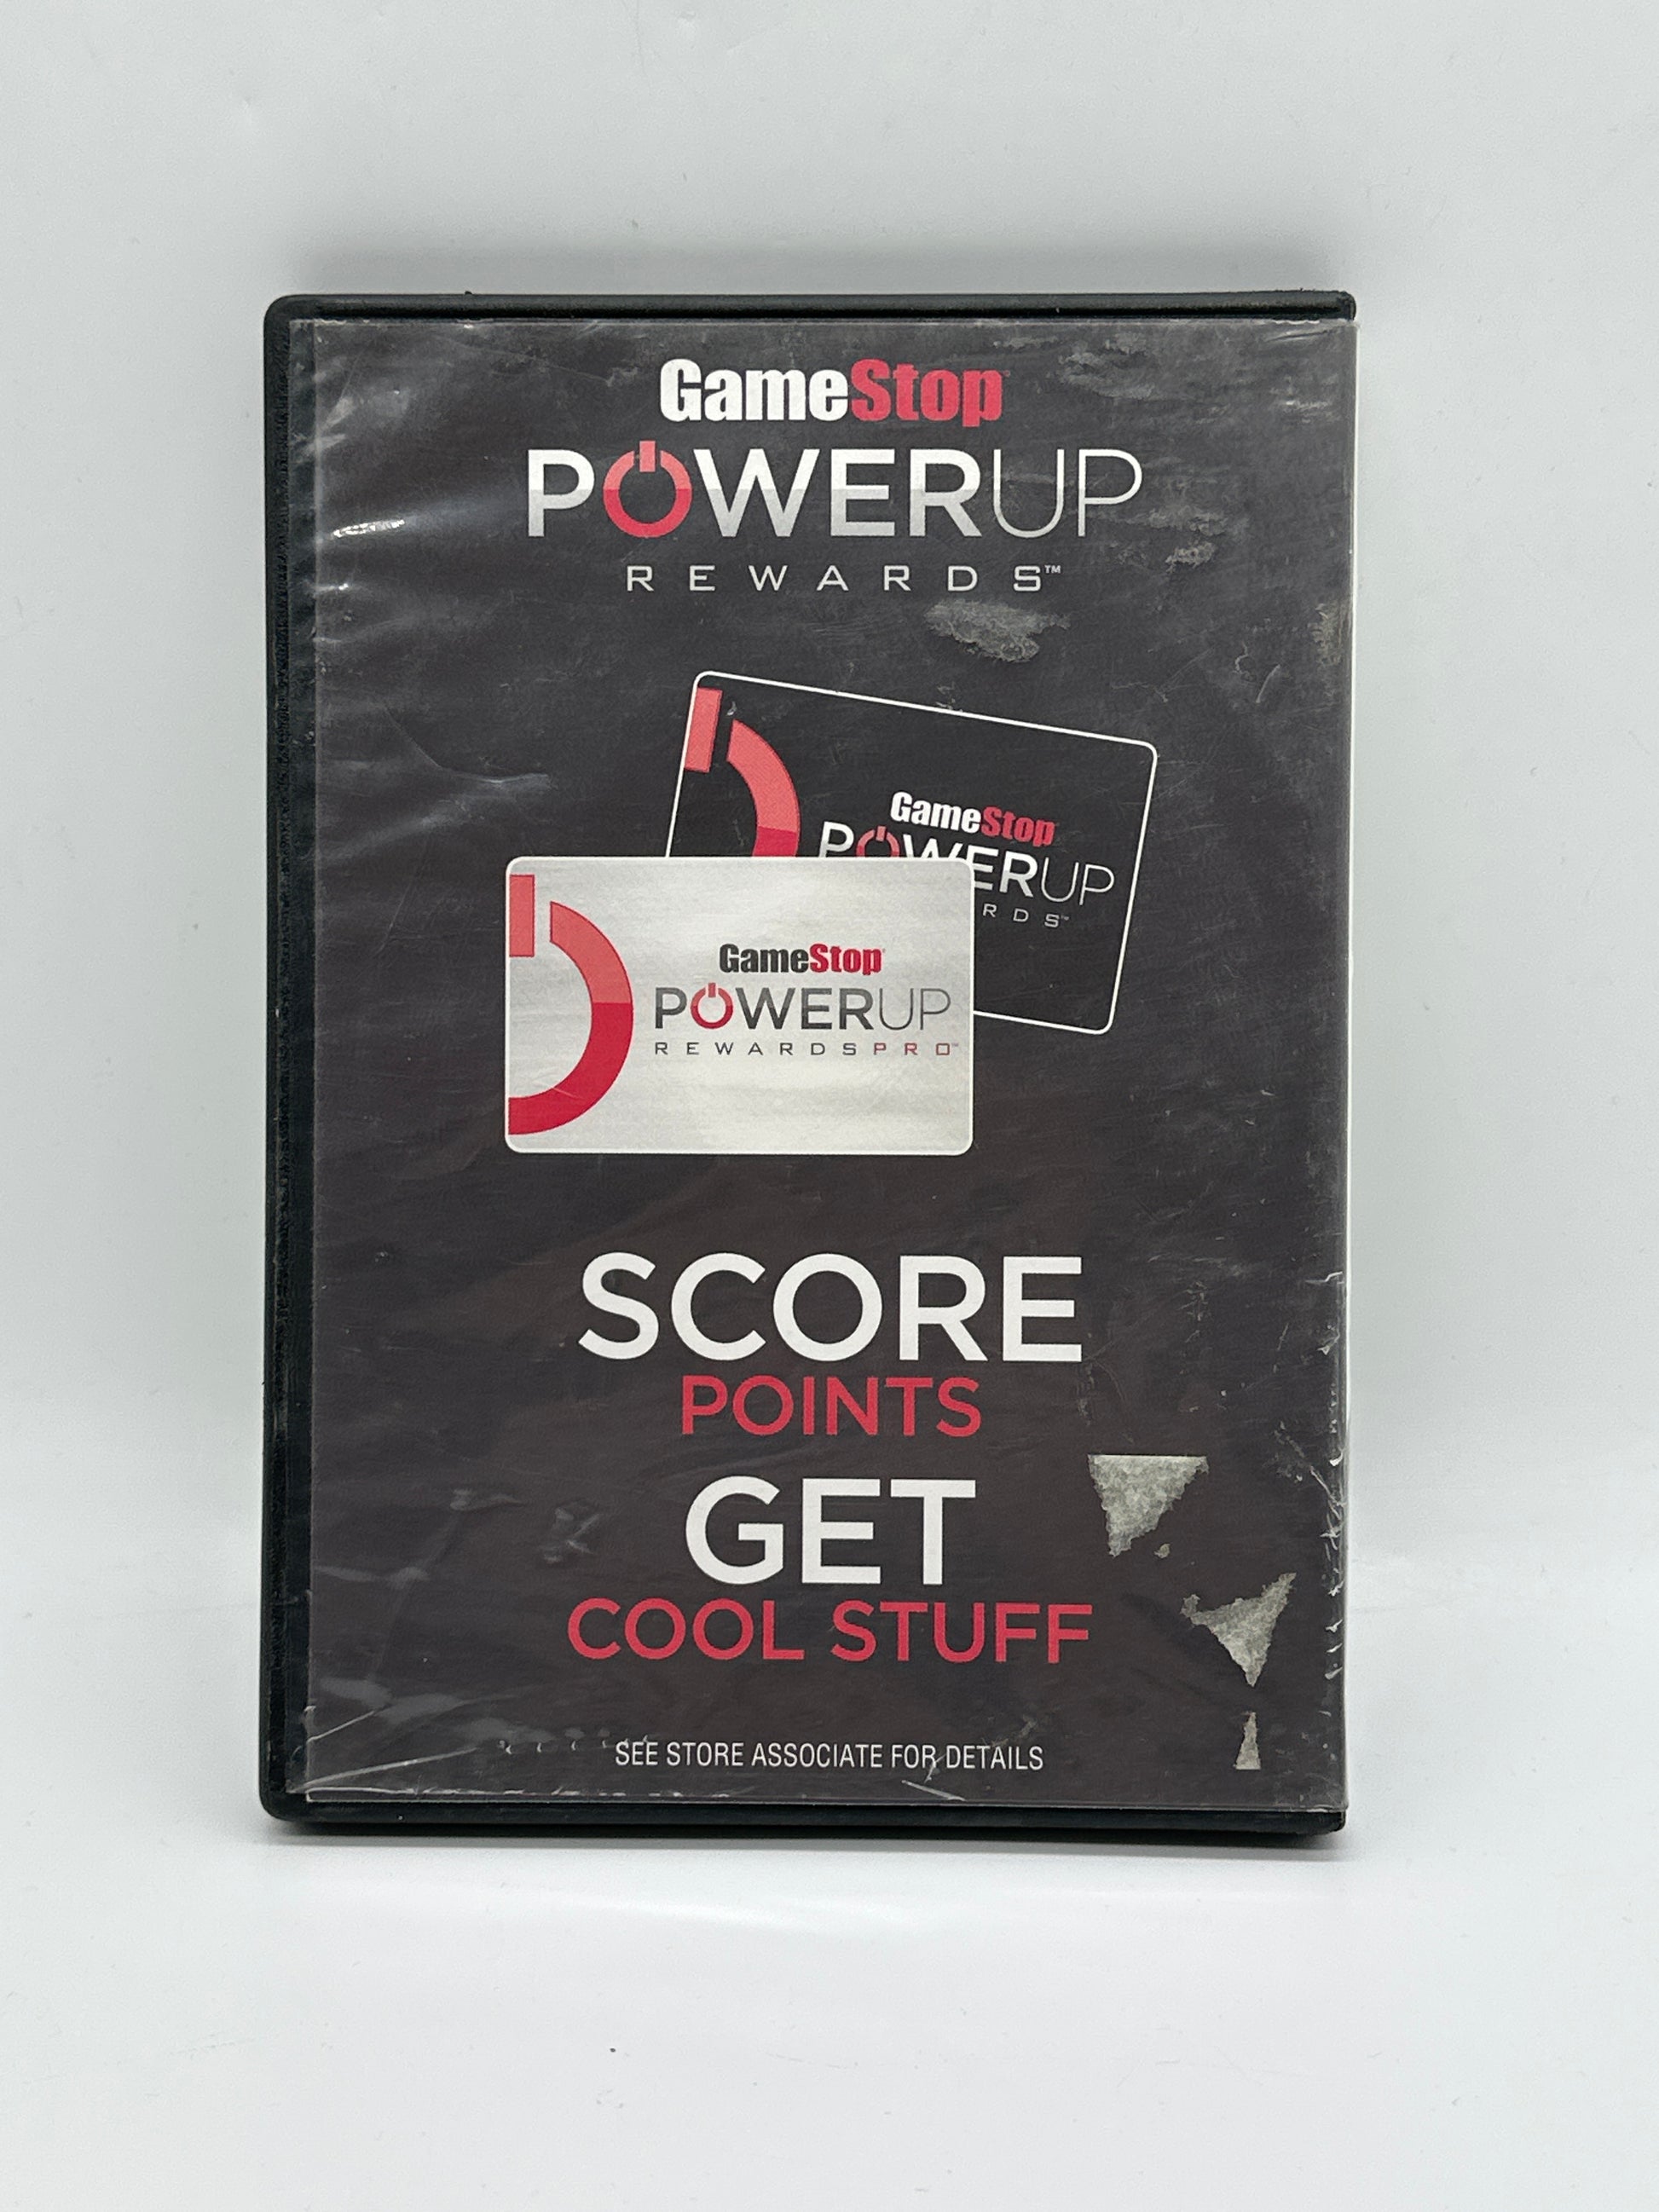 GameStop
POWERUP
REWARDS™
GameStop
POWERUP
RDS™
GameStop
POWERUP
REWARDSPRO™
SCORE
POINTS
GET
COOL STUFF
SEE STORE ASSOCIATE FOR DETAILS